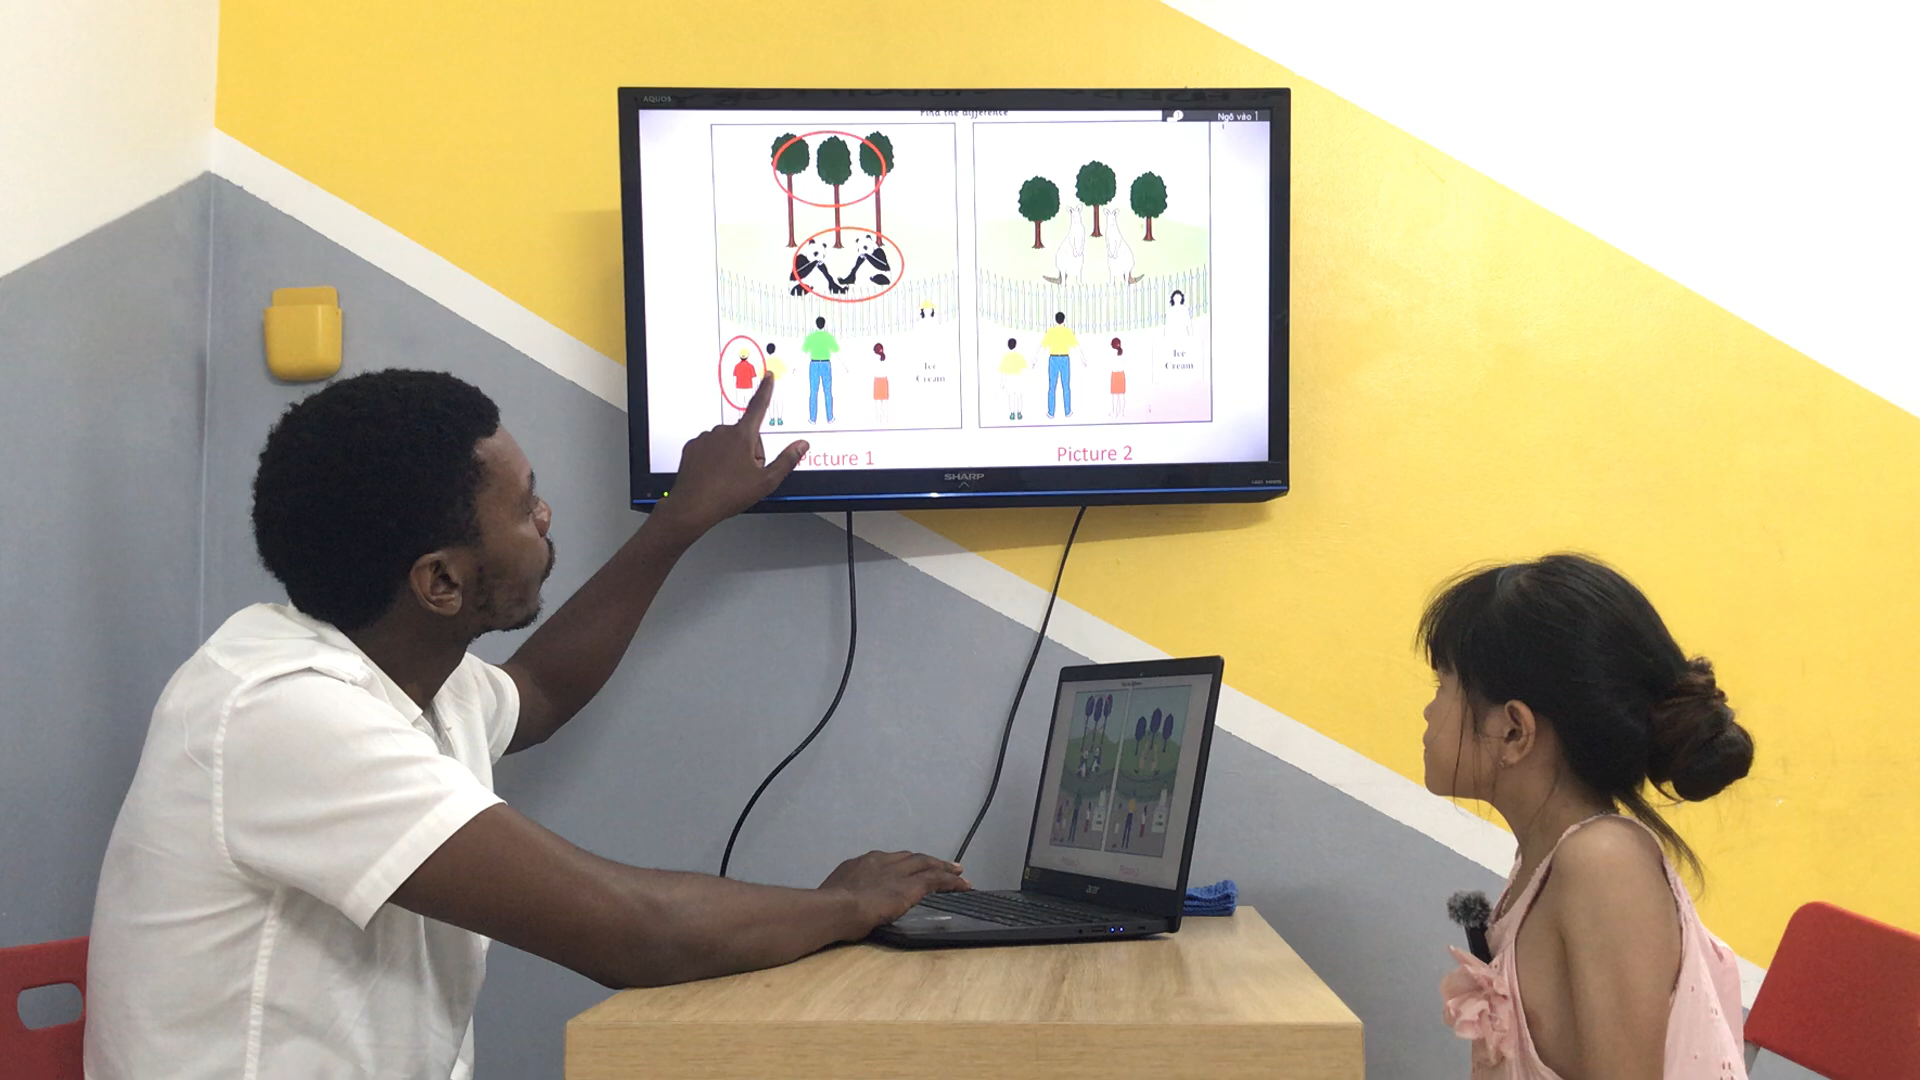 AQUOS
Find the difference
Ngõ vào 1
Ice
Cream
Ice
Cream
Picture 1
Picture 2
SHARP
acer